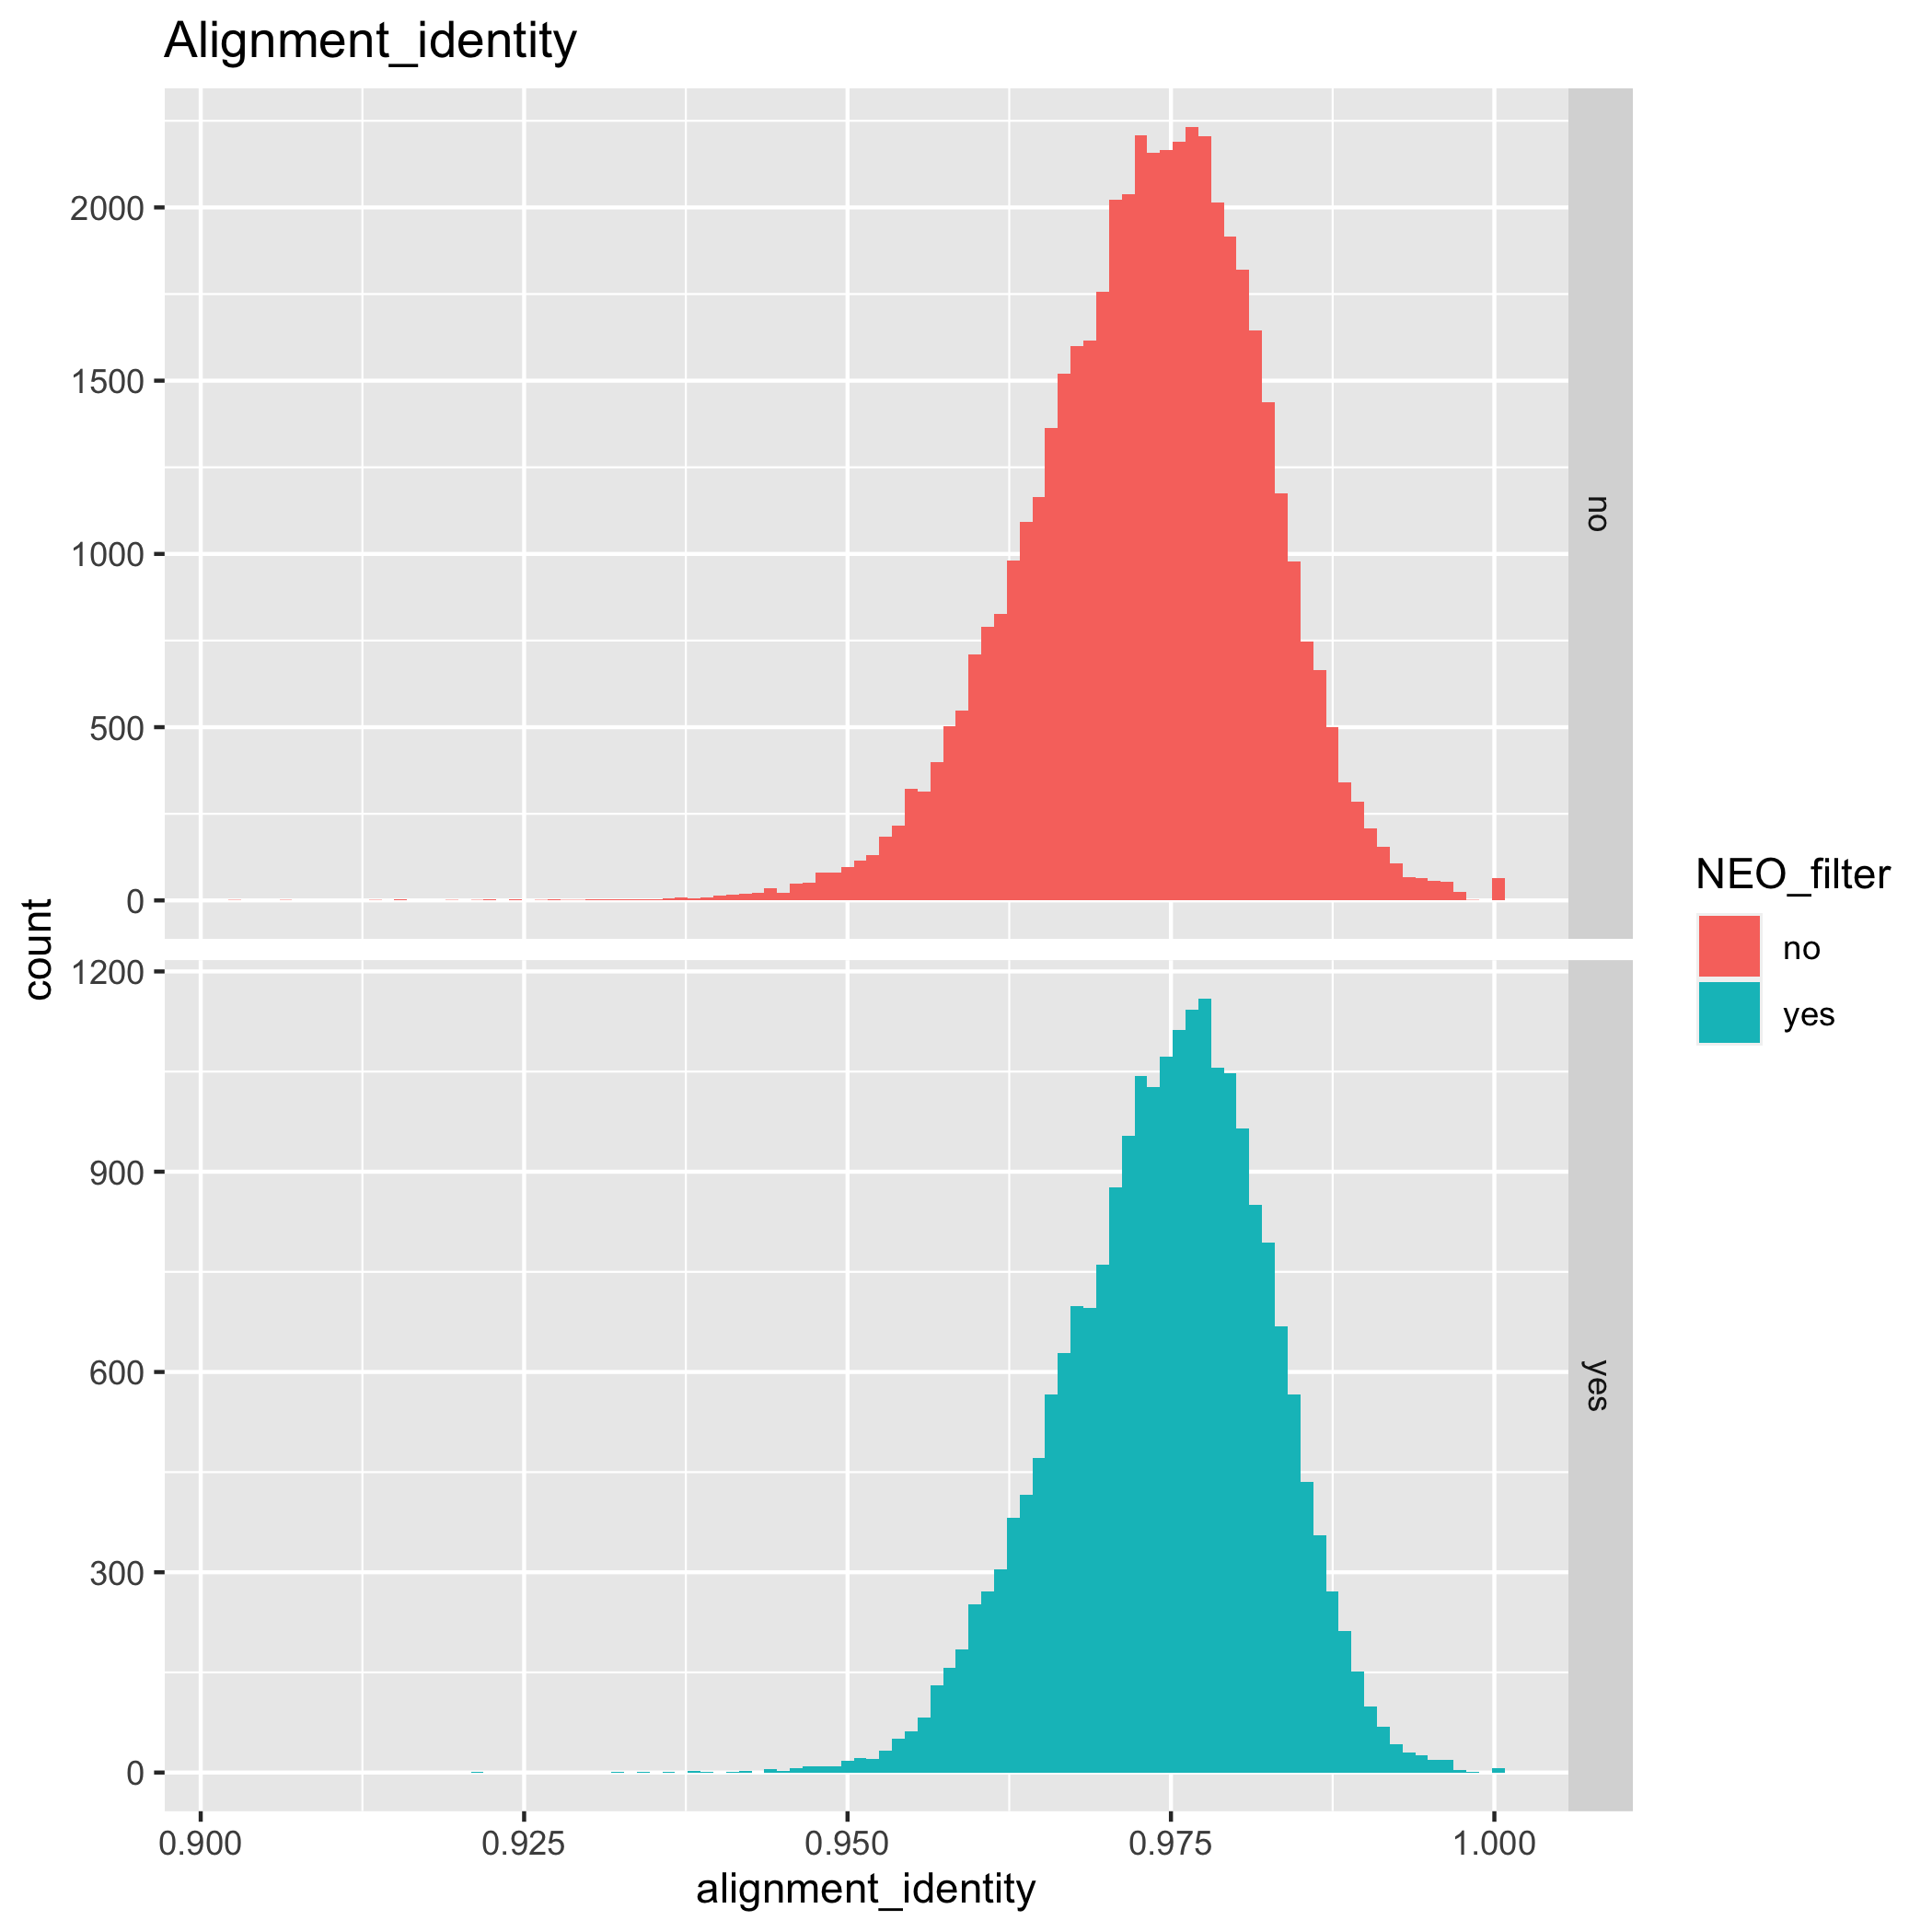 Alignment_identity
2000
1500
1000
500
0
no
count
1200
900
600
300
0
yes
0.900 0.925 0.950 0.975 1.000
alignment_identity
NEO_filter
no
yes